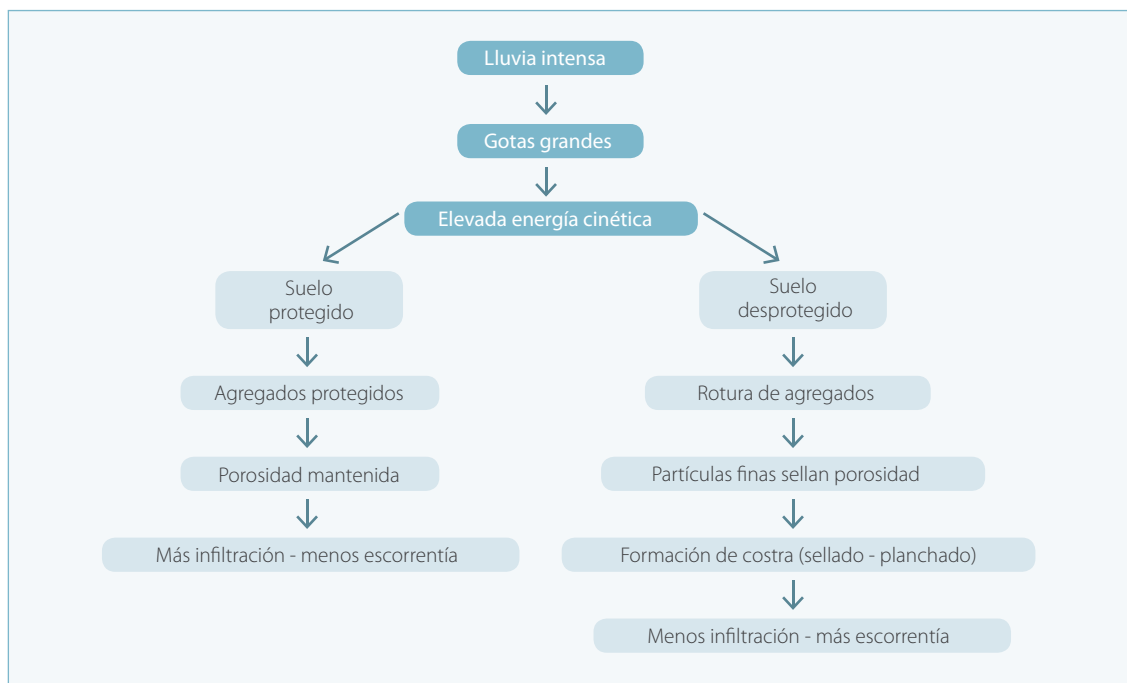 Lluvia intensa
Gotas grandes
Elevada energía cinética
Suelo
protegido
Agregados protegidos
Porosidad mantenida
Más infiltración - menos escorrentía
Suelo
desprotegido
Rotura de agregados
Partículas finas sellan porosidad
Formación de costra (sellado - planchado)
Menos infiltración - más escorrentía